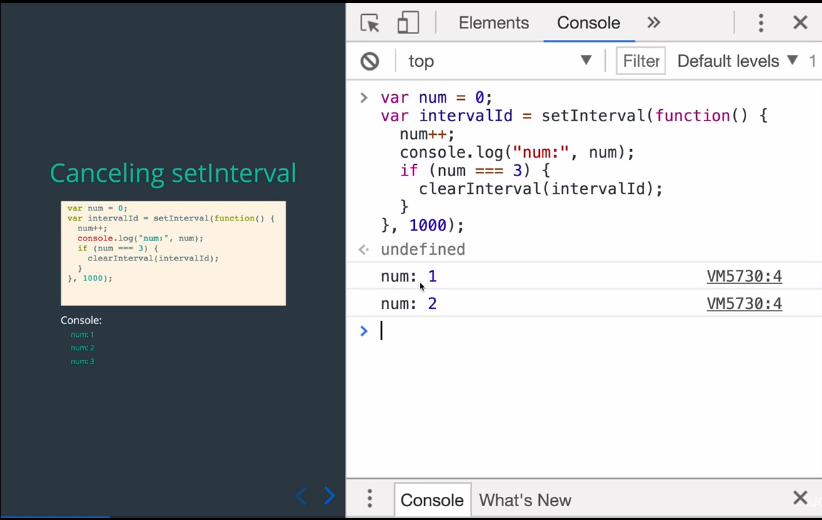 Canceling setInterval
var num = 0;
var intervalId = setInterval(function() {
  num++;
  console.log("num:", num);
  if (num === 3) {
    clearInterval(intervalId);
  }
}, 1000);
Console:
num: 1
num: 2
num: 3
Elements Console »
top ▼ Filter Default levels ▼ 1
> var num = 0;
var intervalId = setInterval(function() {
  num++;
  console.log("num:", num);
  if (num === 3) {
    clearInterval(intervalId);
  }
}, 1000);
undefined
num: 1 VM5730:4
num: 2 VM5730:4
>
Console What's New